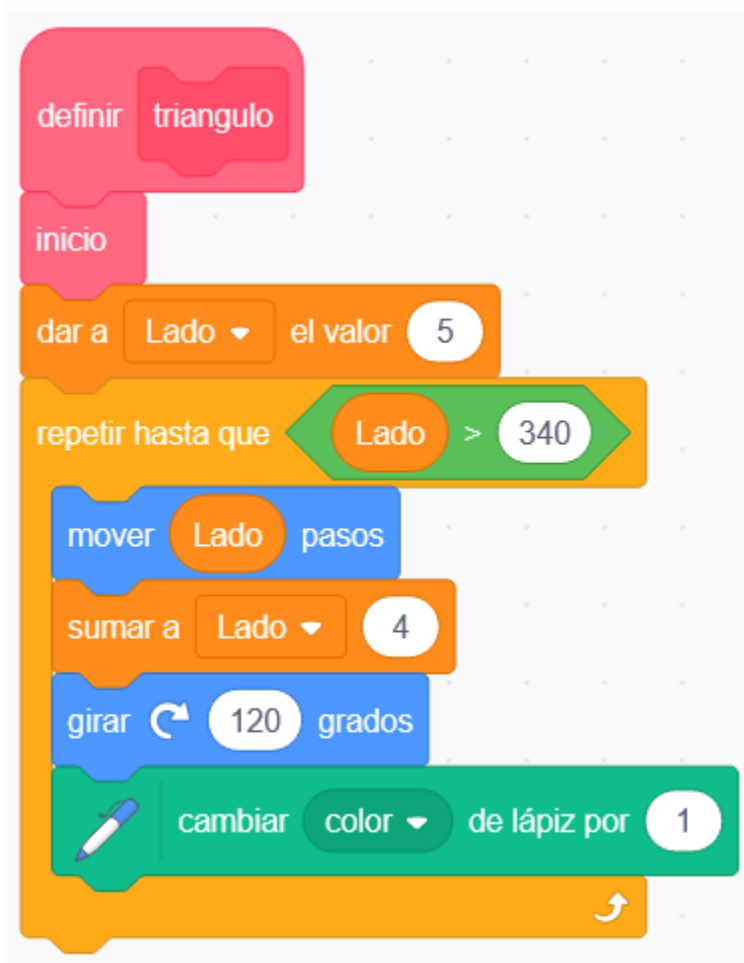 definir triangulo
inicio
dar a Lado el valor 5
repetir hasta que Lado > 340
mover Lado pasos
sumar a Lado 4
girar 120 grados
cambiar color de lápiz por 1